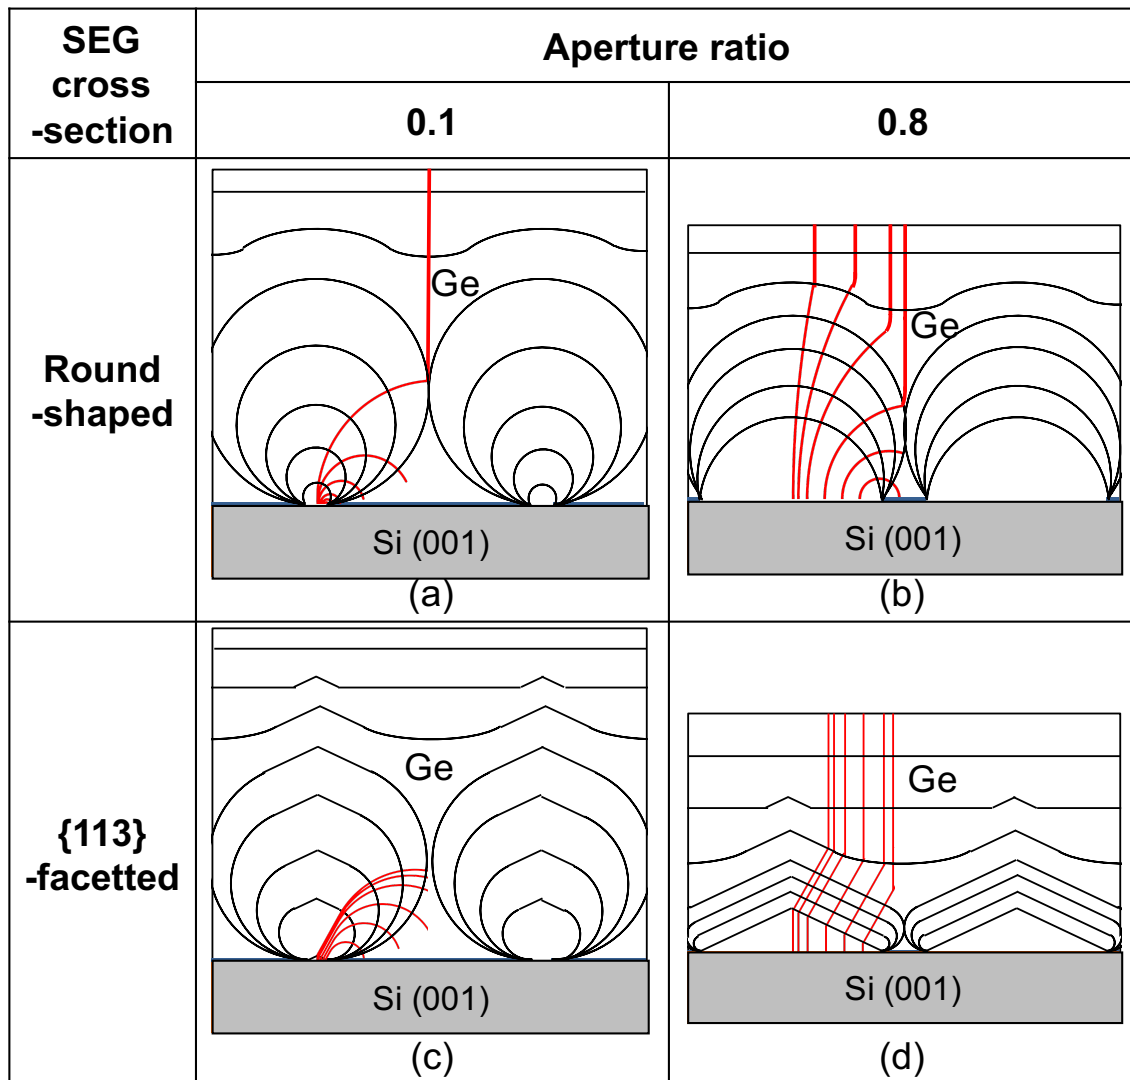 SEG
cross
-section
Aperture ratio
0.1
0.8
Round
-shaped
Ge
Si (001)
(a)
Ge
Si (001)
(b)
{113}
-facetted
Ge
Si (001)
(c)
Ge
Si (001)
(d)